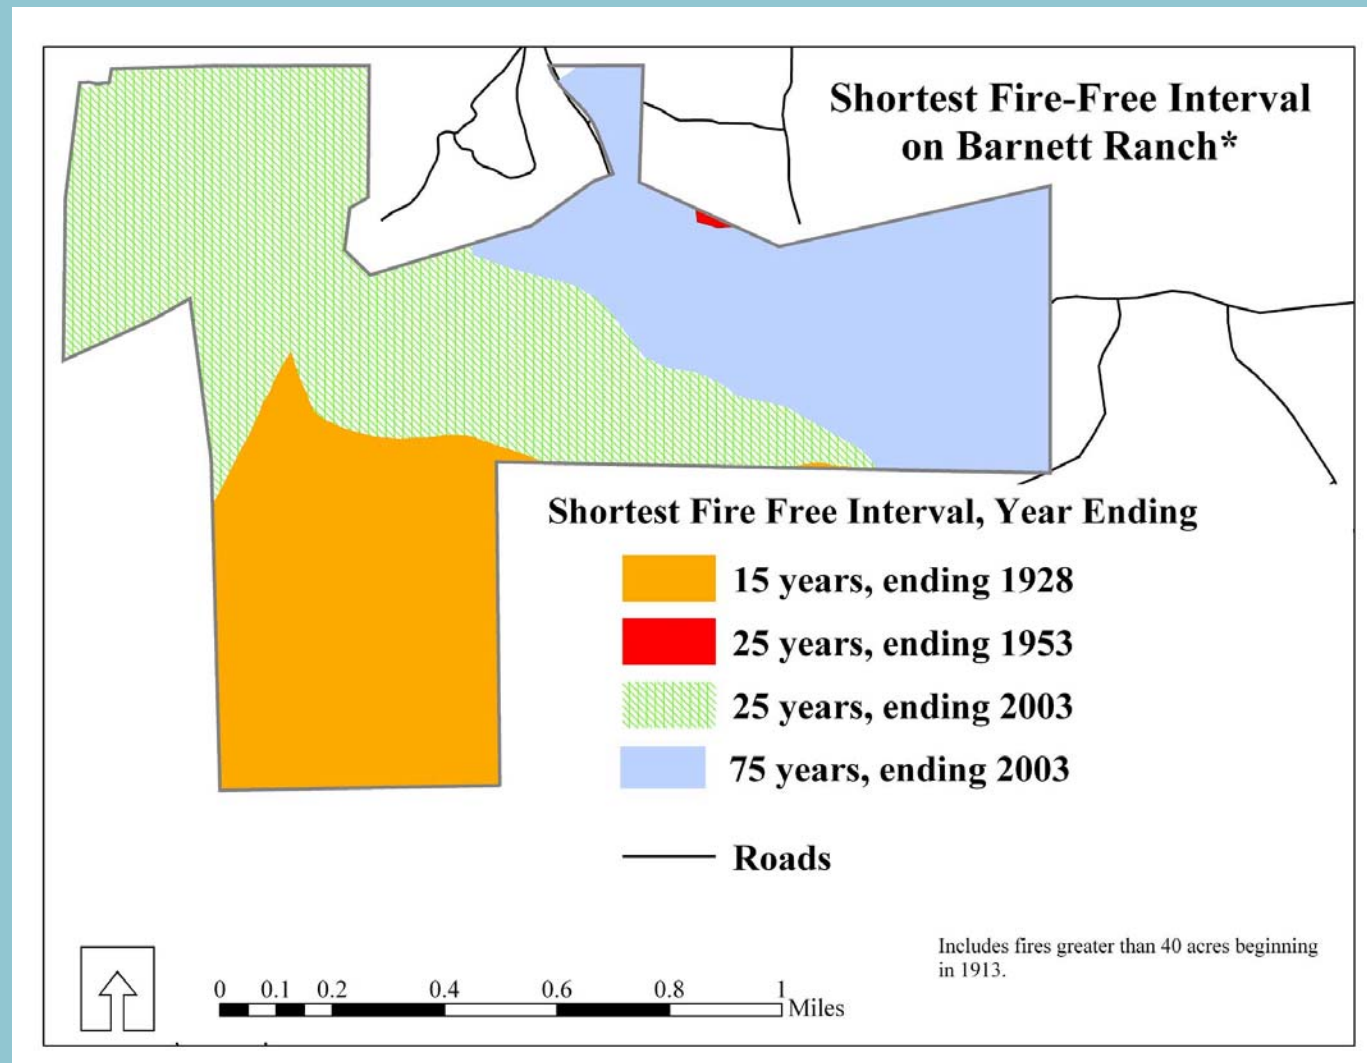 Shortest Fire-Free Interval
on Barnett Ranch*
Shortest Fire Free Interval, Year Ending
15 years, ending 1928
25 years, ending 1953
25 years, ending 2003
75 years, ending 2003
Roads
Includes fires greater than 40 acres beginning
in 1913.
0 0.1 0.2 0.4 0.6 0.8 1
Miles